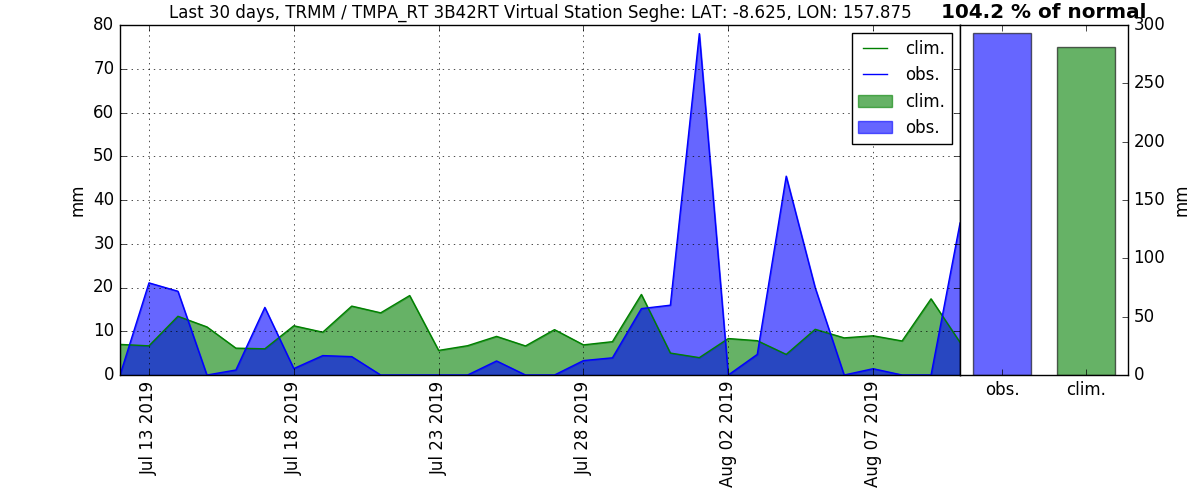 Last 30 days, TRMM / TMPA_RT 3B42RT Virtual Station Seghe: LAT: -8.625, LON: 157.875
104.2 % of normal
80
70
60
50
40
30
20
10
0
mm
clim.
obs.
clim.
obs.
300
250
200
150
100
50
0
mm
obs.
clim.
Jul 13 2019
Jul 18 2019
Jul 23 2019
Jul 28 2019
Aug 02 2019
Aug 07 2019